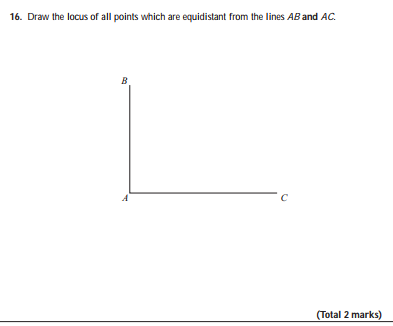 16. Draw the locus of all points which are equidistant from the lines AB and AC.
B
A
C
(Total 2 marks)